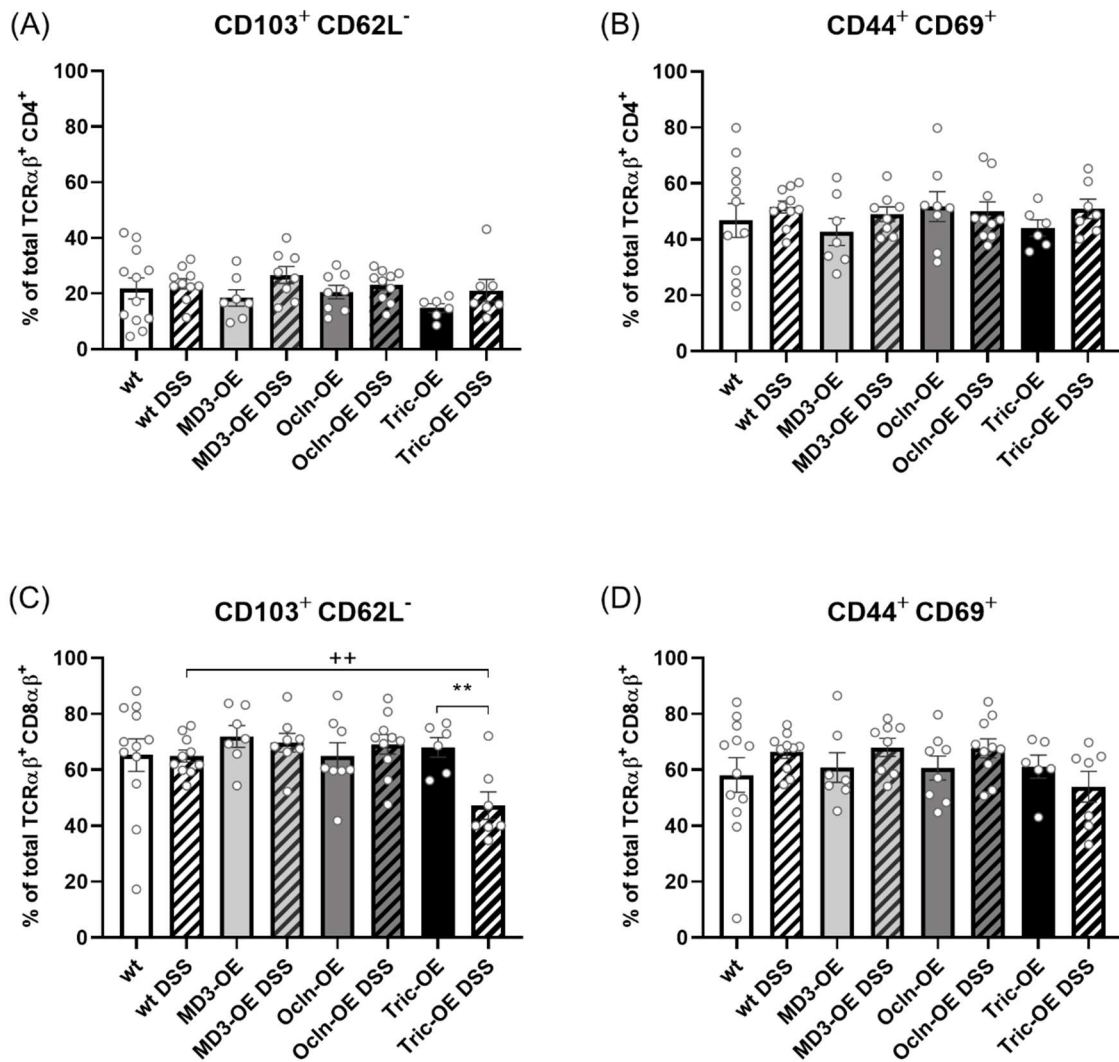 (A)
CD103⁺ CD62L⁻
% of total TCRαβ⁺ CD4⁺
100
80
60
40
20
0
wt
wt DSS
MD3-OE
MD3-OE DSS
Ocln-OE
Ocln-OE DSS
Tric-OE
Tric-OE DSS
(B)
CD44⁺ CD69⁺
% of total TCRαβ⁺ CD4⁺
100
80
60
40
20
0
wt
wt DSS
MD3-OE
MD3-OE DSS
Ocln-OE
Ocln-OE DSS
Tric-OE
Tric-OE DSS
(C)
CD103⁺ CD62L⁻
% of total TCRαβ⁺ CD8αβ⁺
100
80
60
40
20
0
++
**
wt
wt DSS
MD3-OE
MD3-OE DSS
Ocln-OE
Ocln-OE DSS
Tric-OE
Tric-OE DSS
(D)
CD44⁺ CD69⁺
% of total TCRαβ⁺ CD8αβ⁺
100
80
60
40
20
0
wt
wt DSS
MD3-OE
MD3-OE DSS
Ocln-OE
Ocln-OE DSS
Tric-OE
Tric-OE DSS